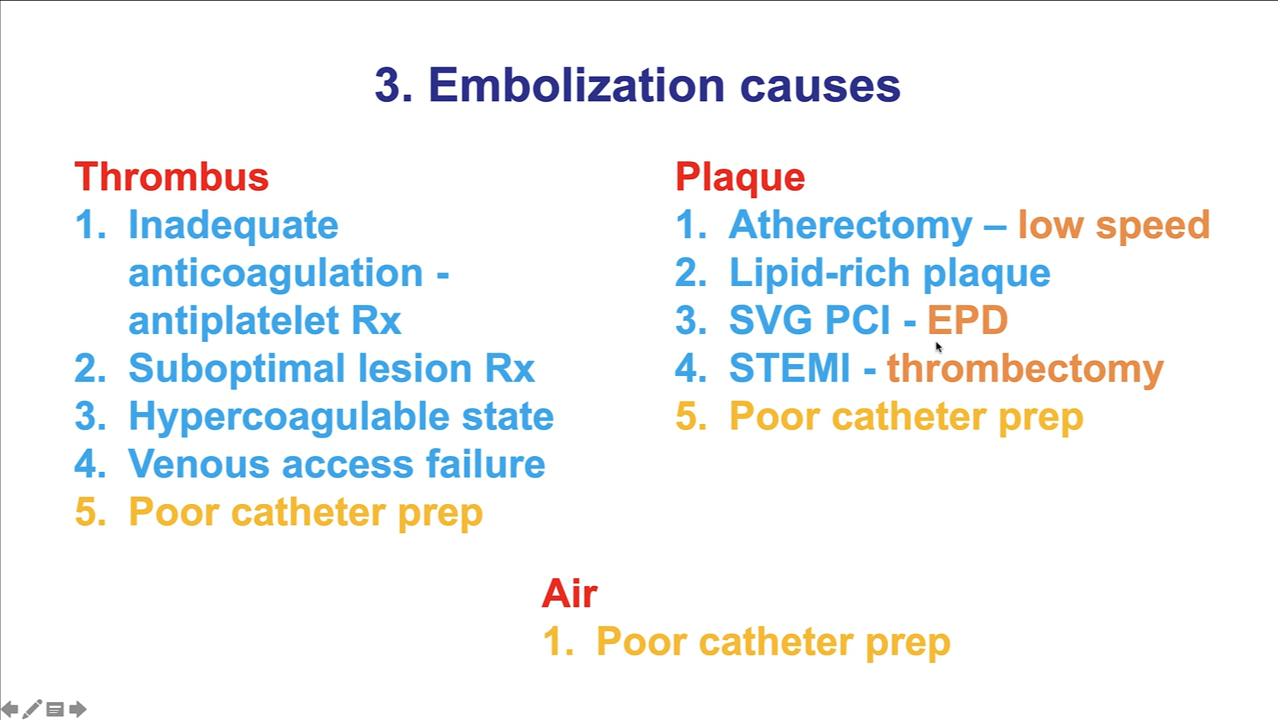 3. Embolization causes
Thrombus
1. Inadequate
anticoagulation -
antiplatelet Rx
2. Suboptimal lesion Rx
3. Hypercoagulable state
4. Venous access failure
5. Poor catheter prep
Plaque
1. Atherectomy – low speed
2. Lipid-rich plaque
3. SVG PCI - EPD
4. STEMI - thrombectomy
5. Poor catheter prep
Air
1. Poor catheter prep